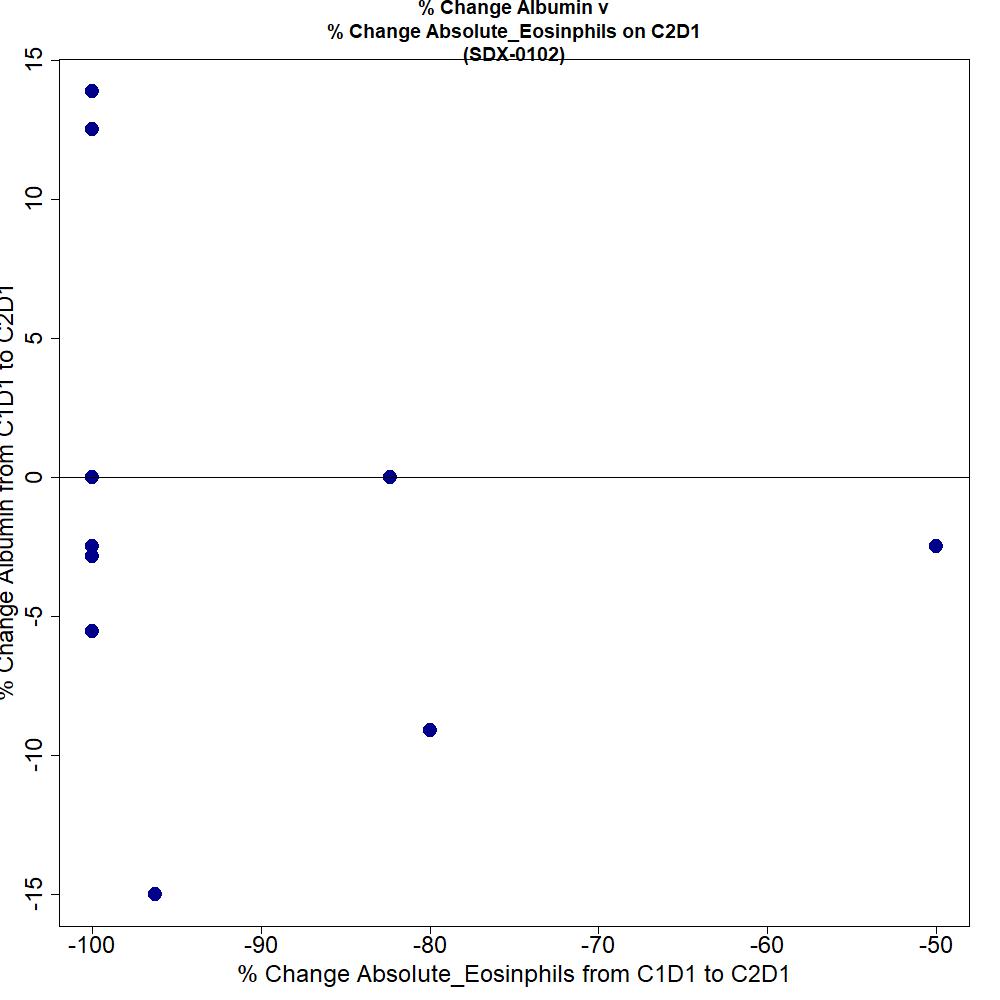 % Change Albumin v
% Change Absolute_Eosinphils on C2D1
(SDX-0102)
15
10
5
0
-5
-10
-15
% Change Albumin from C1D1 to C2D1
-100 -90 -80 -70 -60 -50
% Change Absolute_Eosinphils from C1D1 to C2D1